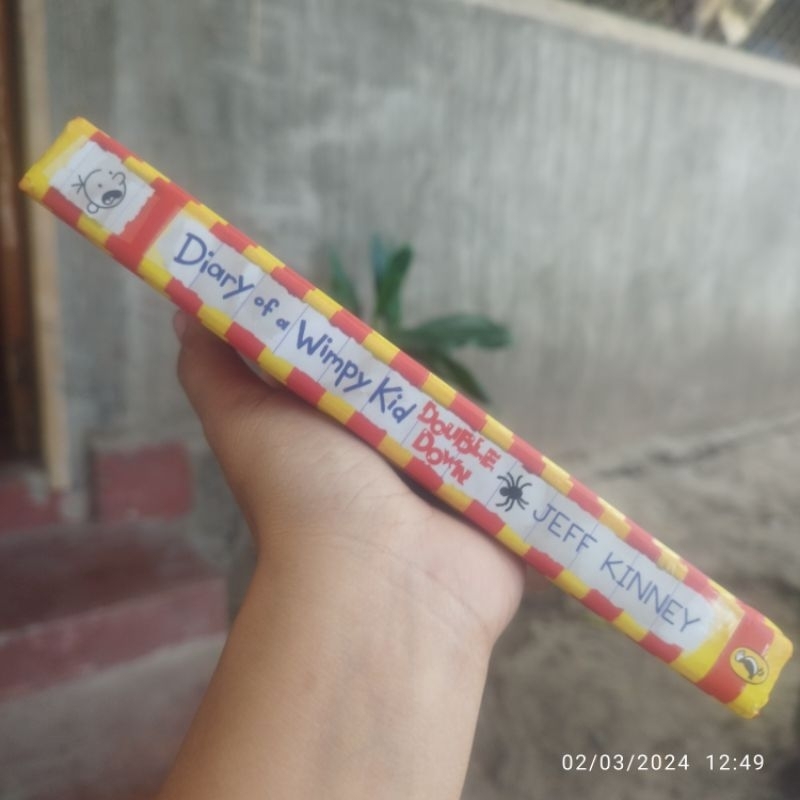 Diary of a Wimpy Kid
DOUBLE
DOWN
JEFF KINNEY
02/03/2024 12:49